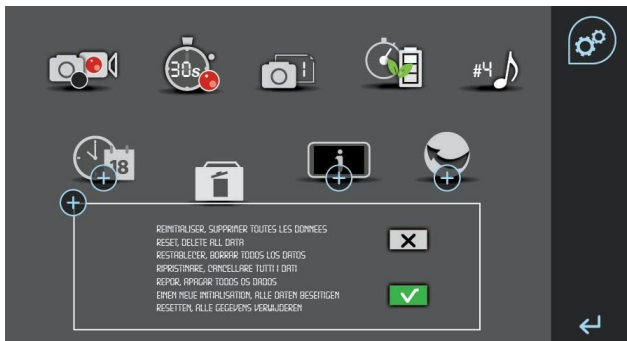 30s
1
#4
18
i
REINITIALISER, SUPPRIMER TOUTES LES DONNEES
RESET, DELETE ALL DATA
RESTABLECER, BORRAR TODOS LOS DATOS
RIPRISTINARE, CANCELLARE TUTTI I DATI
REPOR, APAGAR TODOS OS DADOS
EINEN NEUE INITIALISATION, ALLE DATEN BESEITIGEN
RESETTEN, ALLE GEGEVENS VERWIJDEREN